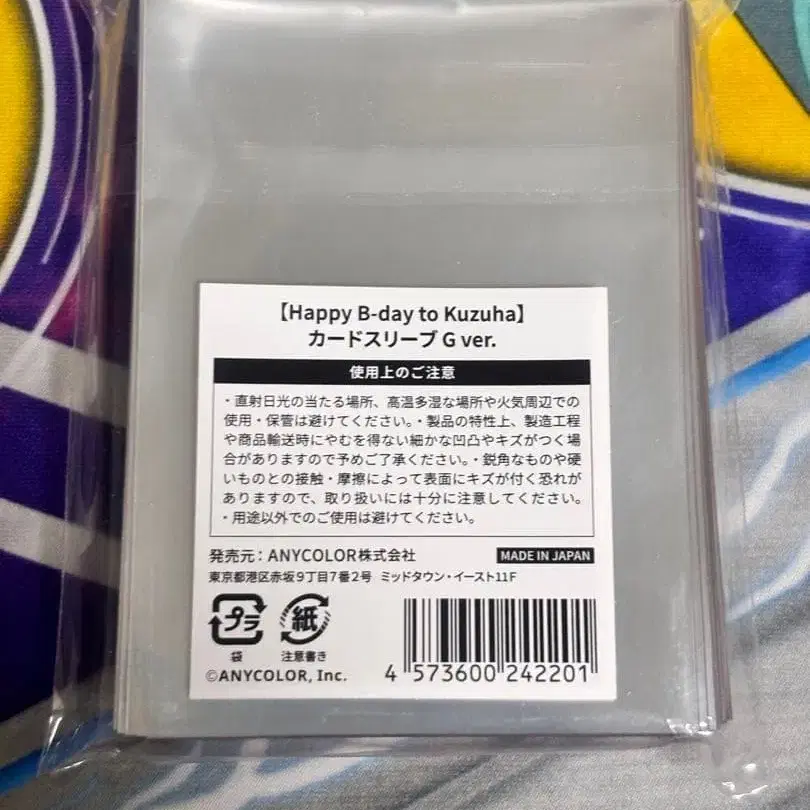 【Happy B-day to Kuzuha】
カードスリーブ G ver.
使用上のご注意
・直射日光の当たる場所、高温多湿な場所や火気周辺での
使用・保管は避けてください。・製品の特性上、製造工程
や商品輸送時にやむを得ない細かな凹凸やキズがつく場
合がありますので予めご了承ください。・鋭角なものや硬
いものとの接触・摩擦によって表面にキズが付く恐れが
ありますので、取り扱いには十分に注意してください。
・用途以外でのご使用は避けてください。
発売元：ANYCOLOR株式会社
MADE IN JAPAN
東京都港区赤坂9丁目7番2号 ミッドタウン・イースト11F
プラ
紙
袋
注意書き
©ANYCOLOR, Inc.
4 573600 242201